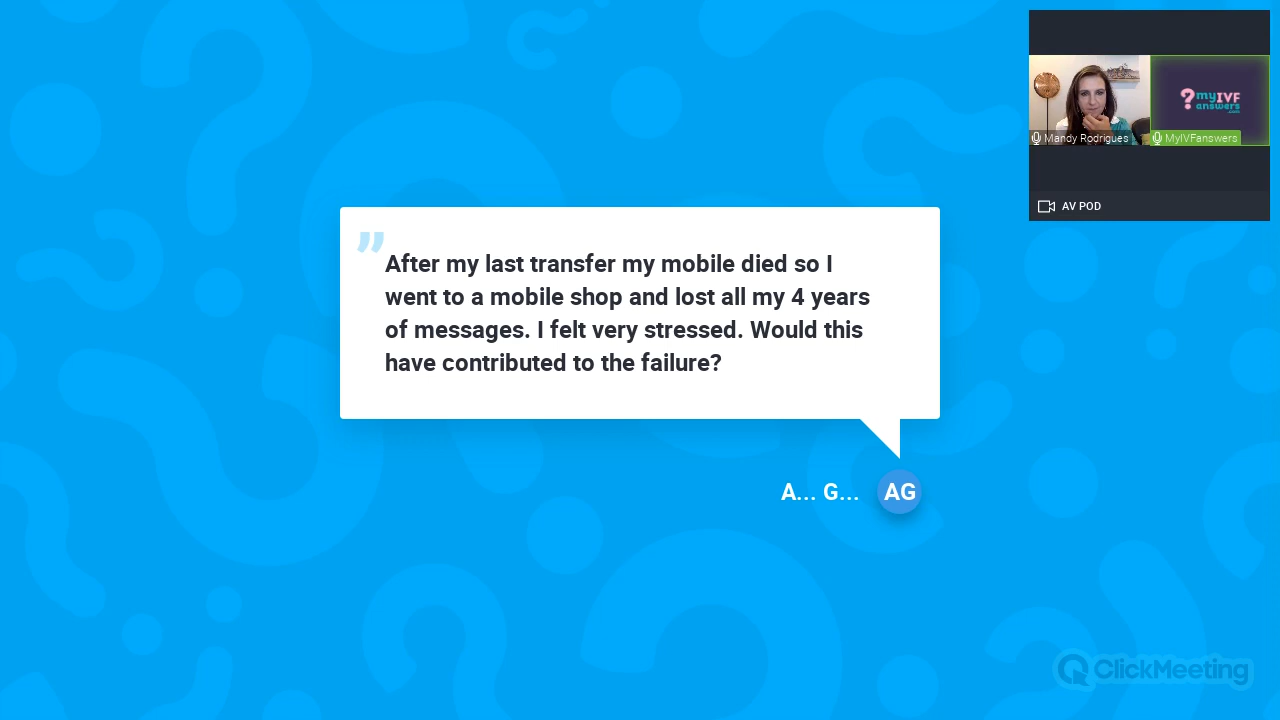 After my last transfer my mobile died so I
went to a mobile shop and lost all my 4 years
of messages. I felt very stressed. Would this
have contributed to the failure?
A... G... AG
Mandy Rodrigues
MyIVFanswers
? myIVF
answers
.com
AV POD
ClickMeeting